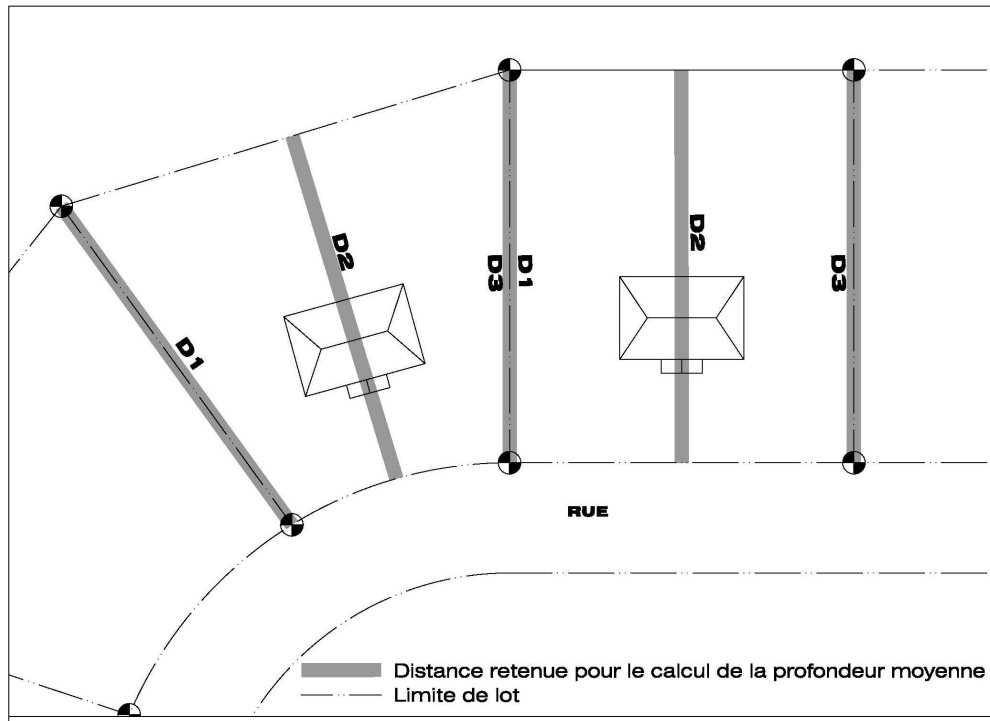 D1
D2
D3
D1
D2
D3
RUE
Distance retenue pour le calcul de la profondeur moyenne
Limite de lot